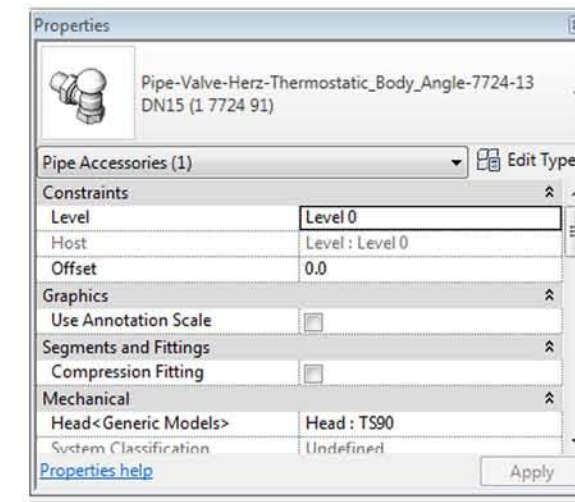 Properties
Pipe-Valve-Herz-Thermostatic_Body_Angle-7724-13
DN15 (1 7724 91)
Pipe Accessories (1)
Edit Type
Constraints
Level Level 0
Host Level : Level 0
Offset 0.0
Graphics
Use Annotation Scale
Segments and Fittings
Compression Fitting
Mechanical
Head<Generic Models> Head : TS90
System Classification Undefined
Properties help
Apply